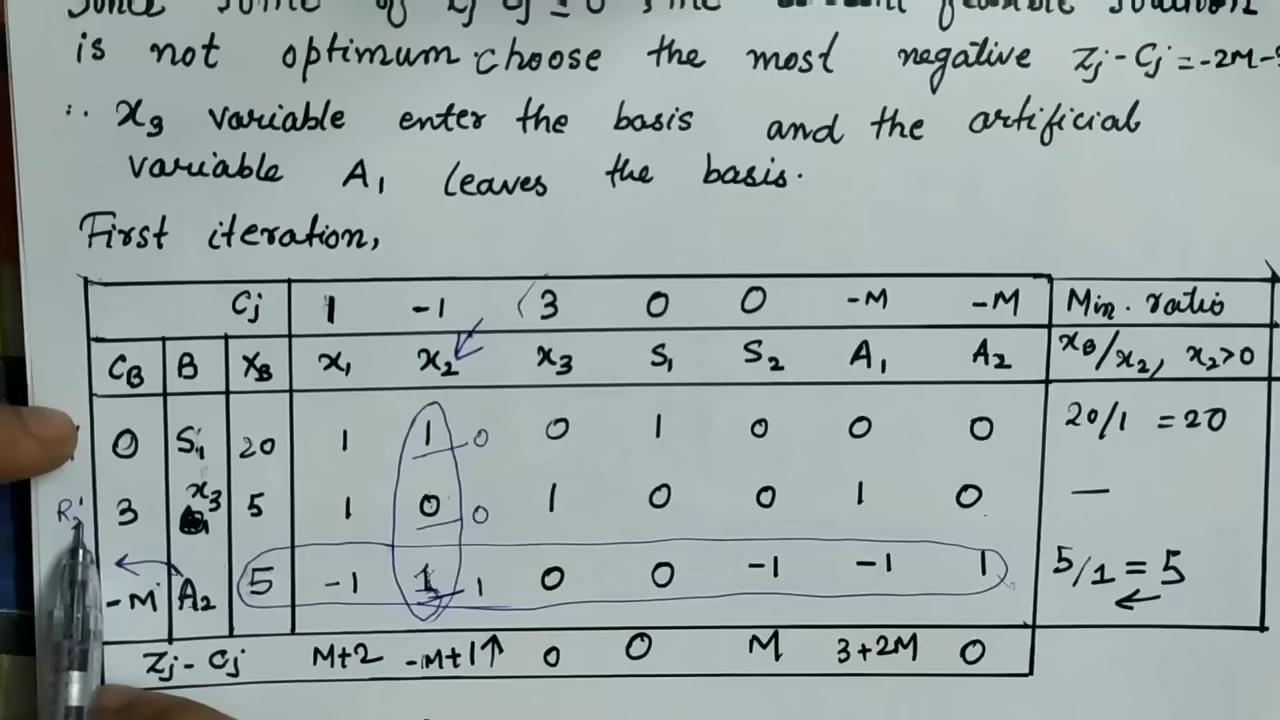 is not optimum choose the most negative Zj - Cj = -2M-
∴ x3 variable enter the basis and the artificial
variable A1 leaves the basis.
First iteration,
Cj 1 -1 3 0 0 -M -M Min. ratio
CB B XB x1 x2 x3 S1 S2 A1 A2 xB/x2, x2>0
0 S1 20 1 1 0 0 1 0 0 0 20/1 = 20
R2' 3 x3 5 1 0 0 1 0 0 1 0 —
-M A2 5 -1 1 1 0 0 -1 -1 1 5/1 = 5
Zj - Cj M+2 -M+1↑ 0 0 M 3+2M 0